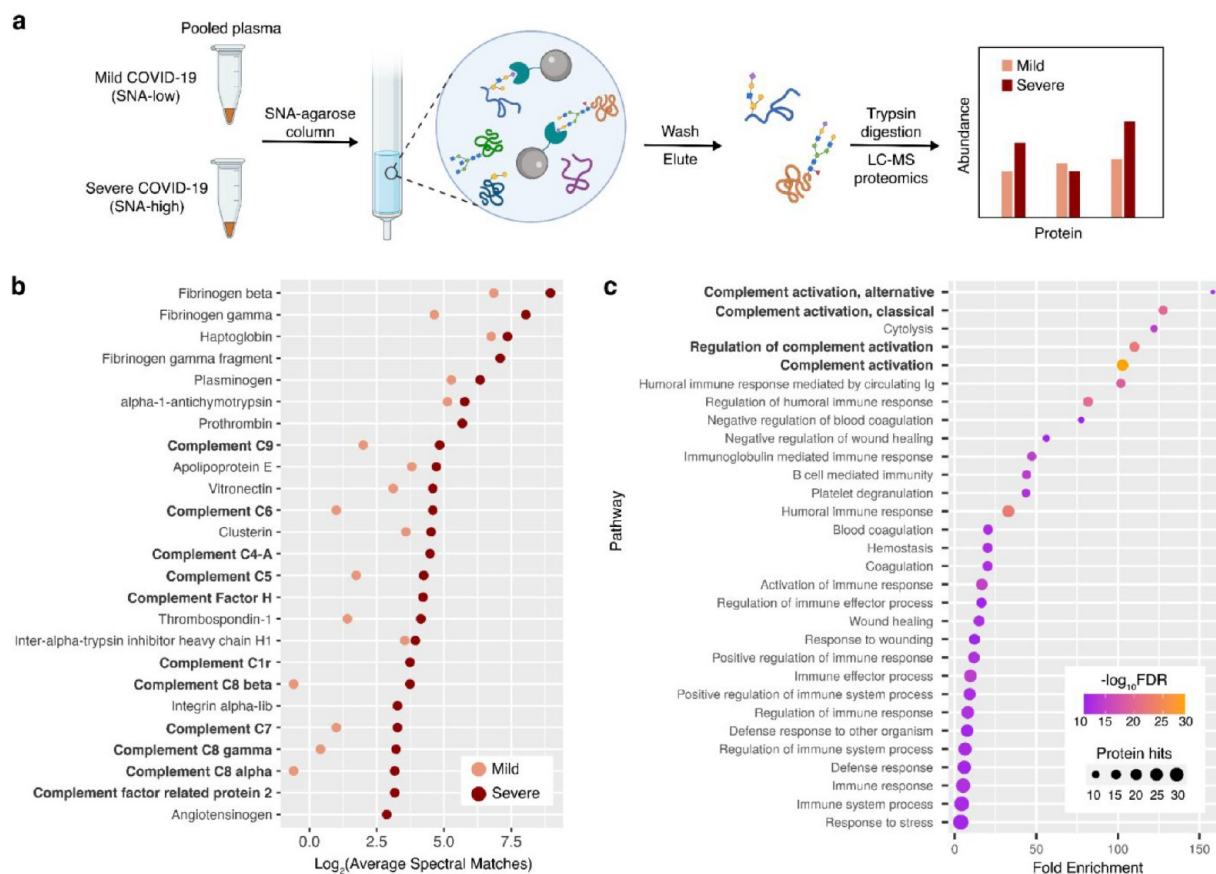 a
Pooled plasma
Mild COVID-19
(SNA-low)
Severe COVID-19
(SNA-high)
SNA-agarose
column
Wash
Elute
Trypsin
digestion
LC-MS
proteomics
Abundance
Mild
Severe
Protein
b
Fibrinogen beta
Fibrinogen gamma
Haptoglobin
Fibrinogen gamma fragment
Plasminogen
alpha-1-antichymotrypsin
Prothrombin
Complement C9
Apolipoprotein E
Vitronectin
Complement C6
Clusterin
Complement C4-A
Complement C5
Complement Factor H
Thrombospondin-1
Inter-alpha-trypsin inhibitor heavy chain H1
Complement C1r
Complement C8 beta
Integrin alpha-IIb
Complement C7
Complement C8 gamma
Complement C8 alpha
Complement factor related protein 2
Angiotensinogen
Mild
Severe
0.0 2.5 5.0 7.5
Log₂(Average Spectral Matches)
c
Pathway
Complement activation, alternative
Complement activation, classical
Cytolysis
Regulation of complement activation
Complement activation
Humoral immune response mediated by circulating Ig
Regulation of humoral immune response
Negative regulation of blood coagulation
Negative regulation of wound healing
Immunoglobulin mediated immune response
B cell mediated immunity
Platelet degranulation
Humoral immune response
Blood coagulation
Hemostasis
Coagulation
Activation of immune response
Regulation of immune effector process
Wound healing
Response to wounding
Positive regulation of immune response
Immune effector process
Positive regulation of immune system process
Regulation of immune response
Defense response to other organism
Regulation of immune system process
Defense response
Immune response
Immune system process
Response to stress
-log₁₀FDR
10 15 20 25 30
Protein hits
10 15 20 25 30
0 50 100 150
Fold Enrichment